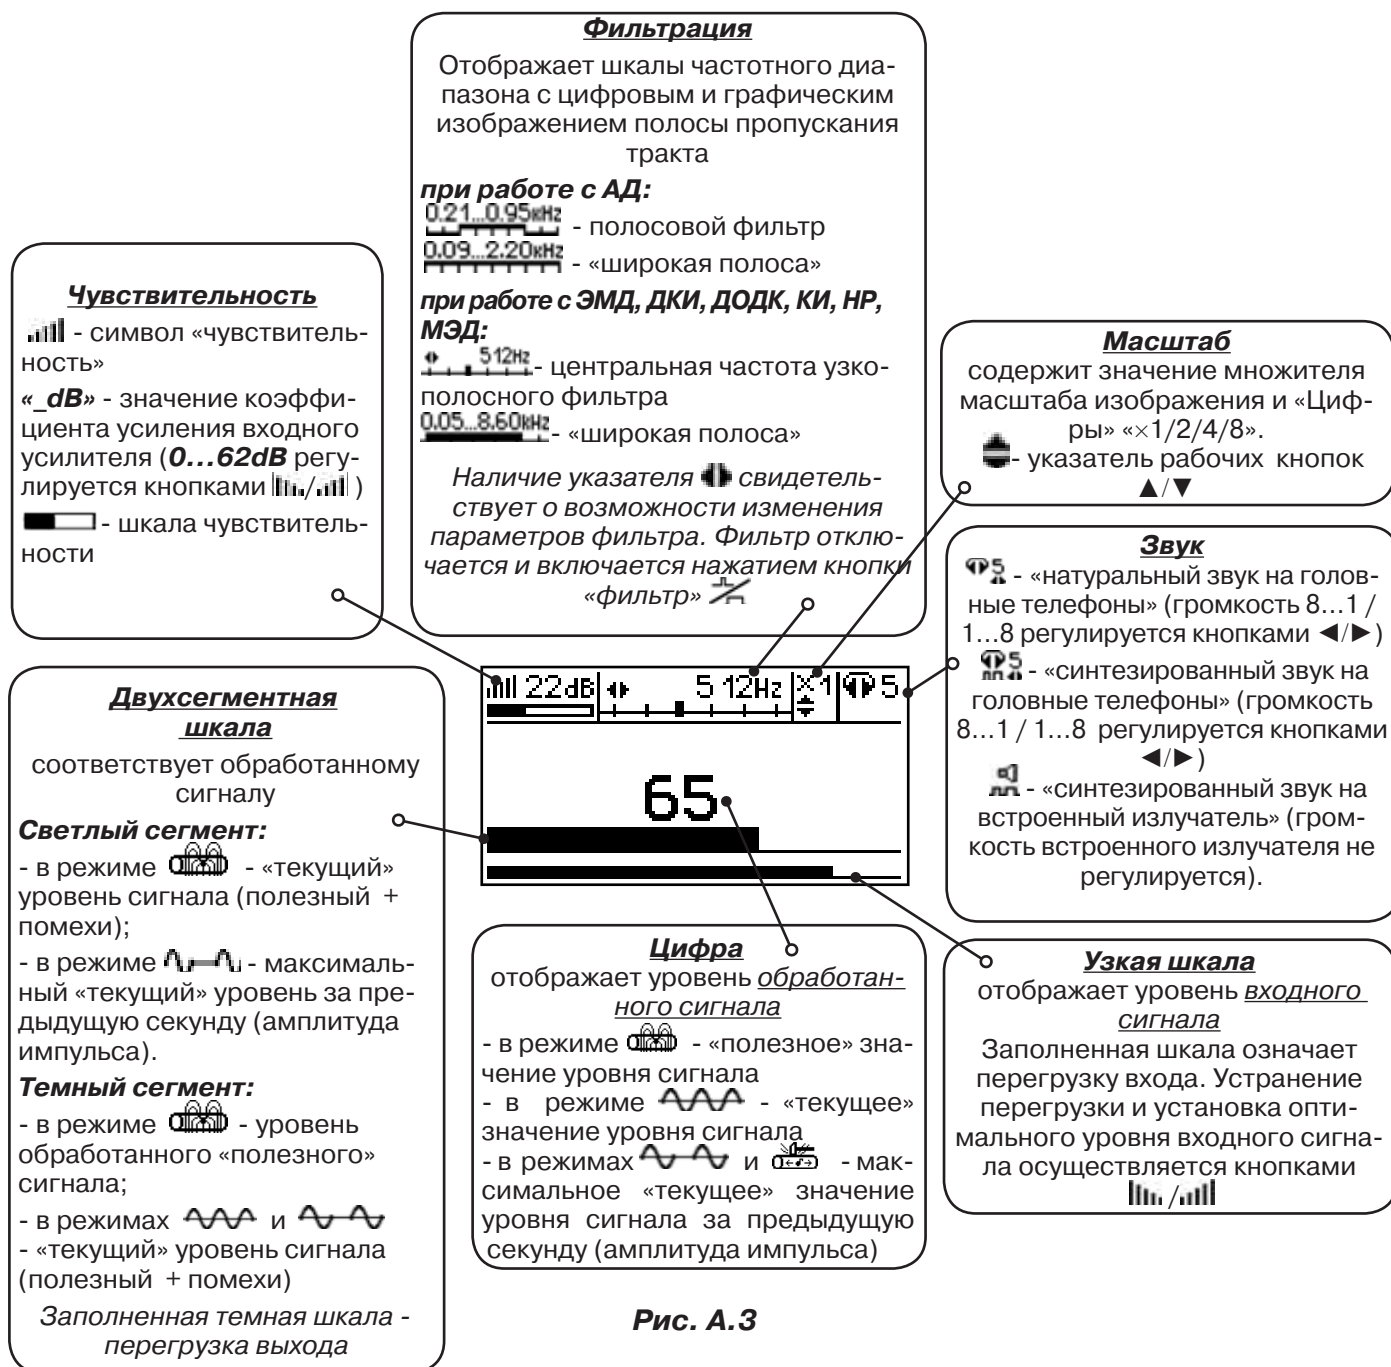 Фильтрация
Отображает шкалы частотного диа-
пазона с цифровым и графическим
изображением полосы пропускания
тракта
при работе с АД:
0.21...0.95кHz - полосовой фильтр
0.09...2.20кHz - «широкая полоса»
при работе с ЭМД, ДКИ, ДОДК, КИ, НР,
МЭД:
512Hz - центральная частота узко-
полосного фильтра
0.05...8.60кHz - «широкая полоса»
Наличие указателя свидетель-
ствует о возможности изменения
параметров фильтра. Фильтр отклю-
чается и включается нажатием кнопки
«фильтр»
Чувствительность
- символ «чувствитель-
ность»
«_dB» - значение коэффи-
циента усиления входного
усилителя (0...62dB регу-
лируется кнопками / )
- шкала чувствитель-
ности
Масштаб
содержит значение множителя
масштаба изображения и «Циф-
ры» «×1/2/4/8».
- указатель рабочих кнопок
▲/▼
Звук
5 - «натуральный звук на голов-
ные телефоны» (громкость 8...1 /
1...8 регулируется кнопками ◄/►)
5 - «синтезированный звук на
головные телефоны» (громкость
8...1 / 1...8 регулируется кнопками
◄/►)
- «синтезированный звук на
встроенный излучатель» (гром-
кость встроенного излучателя не
регулируется).
22dB 512Hz ×1 5
65
Двухсегментная
шкала
соответствует обработанному
сигналу
Светлый сегмент:
- в режиме - «текущий»
уровень сигнала (полезный +
помехи);
- в режиме - максималь-
ный «текущий» уровень за пре-
дыдущую секунду (амплитуда
импульса).
Темный сегмент:
- в режиме - уровень
обработанного «полезного»
сигнала;
- в режимах и
- «текущий» уровень сигнала
(полезный + помехи)
Заполненная темная шкала -
перегрузка выхода
Цифра
отображает уровень обработан-
ного сигнала
- в режиме - «полезное» зна-
чение уровня сигнала
- в режиме - «текущее»
значение уровня сигнала
- в режимах и - мак-
симальное «текущее» значение
уровня сигнала за предыдущую
секунду (амплитуда импульса)
Узкая шкала
отображает уровень входного
сигнала
Заполненная шкала означает
перегрузку входа. Устранение
перегрузки и установка опти-
мального уровня входного сигна-
ла осуществляется кнопками
/
Рис. А.3